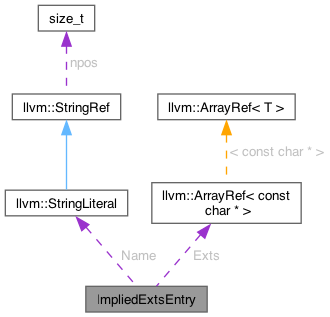 size_t
npos
llvm::StringRef
llvm::ArrayRef< T >
< const char * >
llvm::StringLiteral
llvm::ArrayRef< const
char * >
Name
Exts
ImpliedExtsEntry